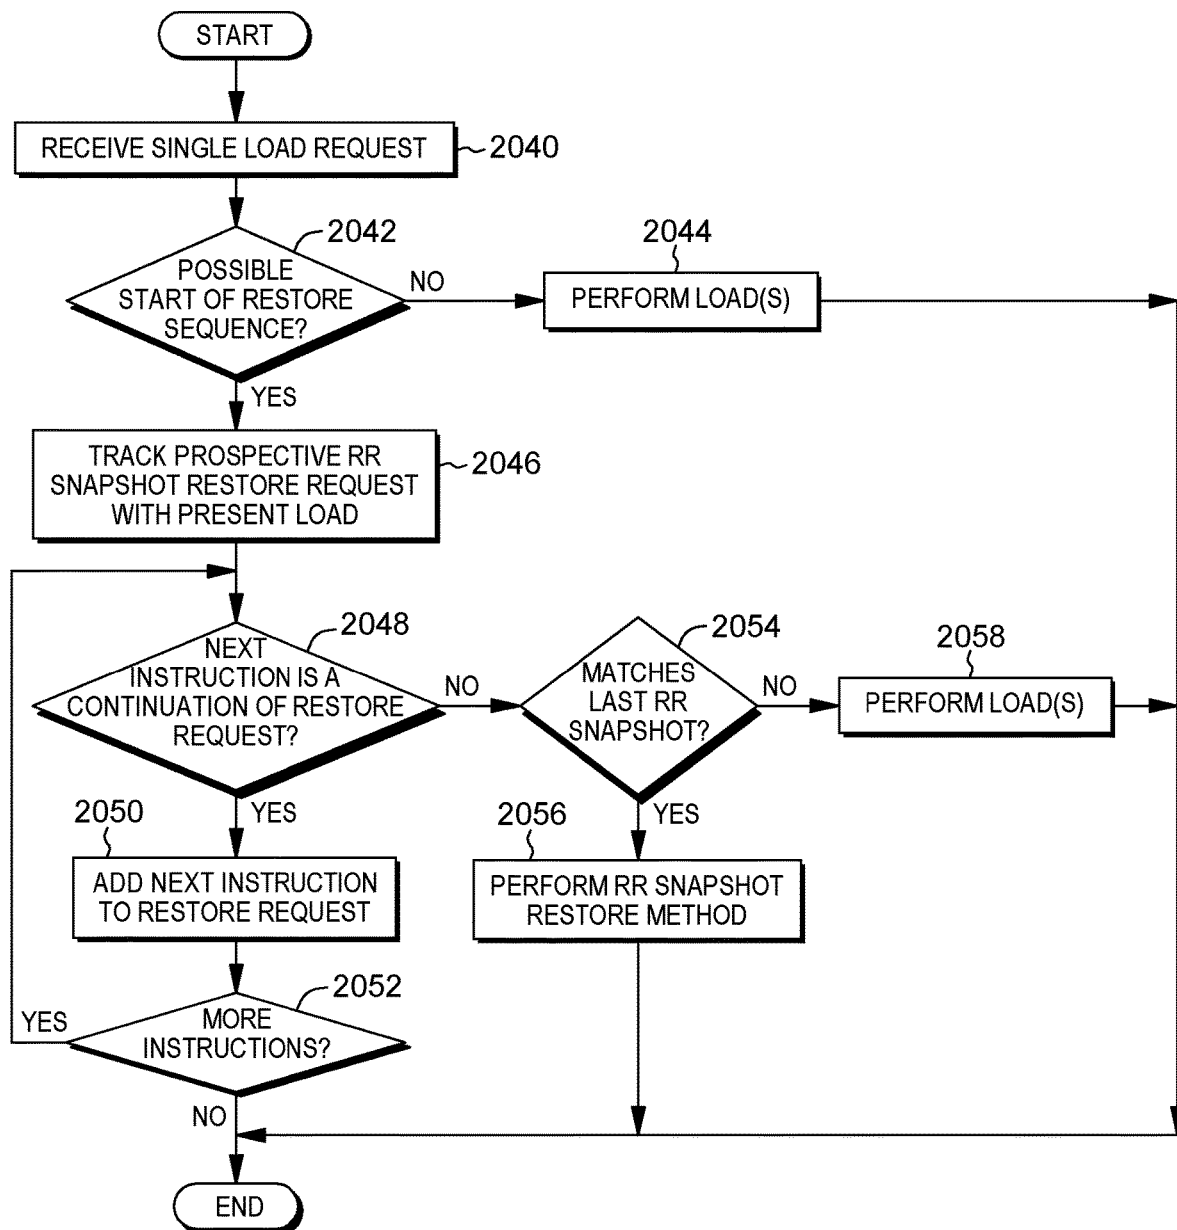 START
RECEIVE SINGLE LOAD REQUEST
2040
2042
POSSIBLE
START OF RESTORE
SEQUENCE?
NO
2044
PERFORM LOAD(S)
YES
TRACK PROSPECTIVE RR
SNAPSHOT RESTORE REQUEST
WITH PRESENT LOAD
2046
2048
NEXT
INSTRUCTION IS A
CONTINUATION OF RESTORE
REQUEST?
NO
2054
MATCHES
LAST RR
SNAPSHOT?
NO
2058
PERFORM LOAD(S)
YES
2050
ADD NEXT INSTRUCTION
TO RESTORE REQUEST
YES
2056
PERFORM RR SNAPSHOT
RESTORE METHOD
2052
MORE
INSTRUCTIONS?
YES
NO
END